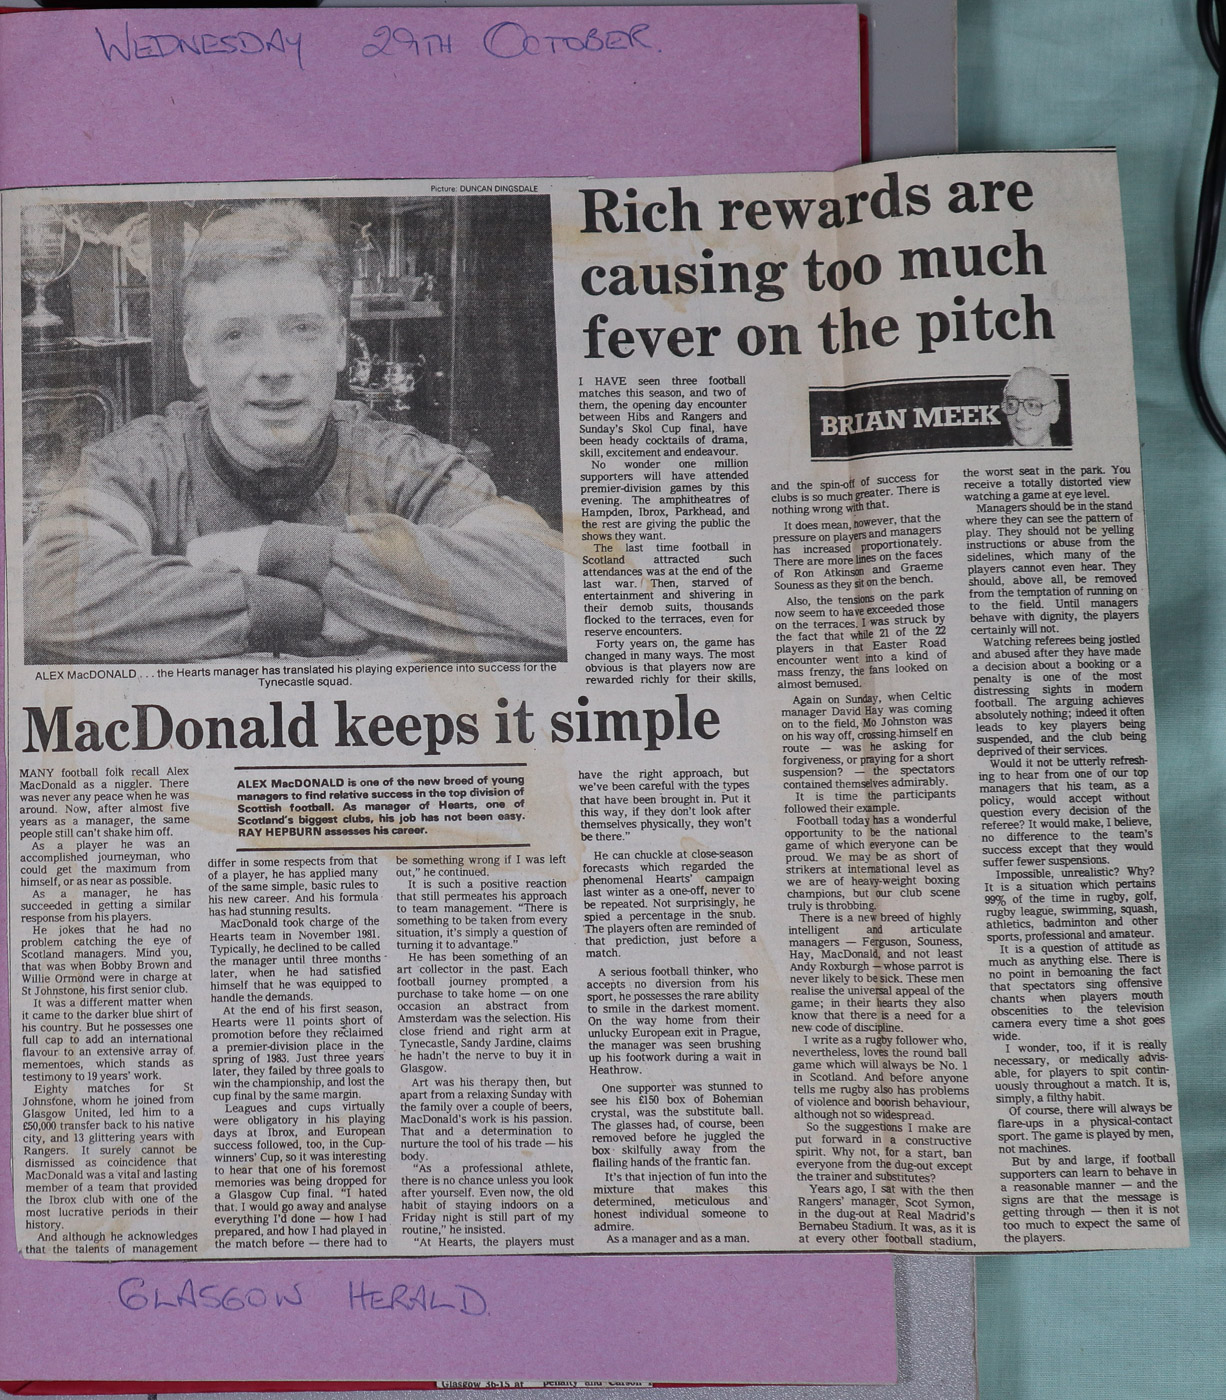 WEDNESDAY 29TH OCTOBER.
Picture: DUNCAN DINGSDALE
ALEX MacDONALD . . . the Hearts manager has translated his playing experience into success for the
Tynecastle squad.
MacDonald keeps it simple
MANY football folk recall Alex
MacDonald as a niggler. There
was never any peace when he was
around. Now, after almost five
years as a manager, the same
people still can't shake him off.
As a player he was an
accomplished journeyman, who
could get the maximum from
himself, or as near as possible.
As a manager, he has
succeeded in getting a similar
response from his players.
He jokes that he had no
problem catching the eye of
Scotland managers. Mind you,
that was when Bobby Brown and
Willie Ormond were in charge at
St Johnstone, his first senior club.
It was a different matter when
it came to the darker blue shirt of
his country. But he possesses one
full cap to add an international
flavour to an extensive array of
mementoes, which stands as
testimony to 19 years' work.
Eighty matches for St
Johnstone, whom he joined from
Glasgow United, led him to a
£50,000 transfer back to his native
city, and 13 glittering years with
Rangers. It surely cannot be
dismissed as coincidence that
MacDonald was a vital and lasting
member of a team that provided
the Ibrox club with one of the
most lucrative periods in their
history.
And although he acknowledges
that the talents of management
ALEX MacDONALD is one of the new breed of young
managers to find relative success in the top division of
Scottish football. As manager of Hearts, one of
Scotland's biggest clubs, his job has not been easy.
RAY HEPBURN assesses his career.
differ in some respects from that
of a player, he has applied many
of the same simple, basic rules to
his new career. And his formula
has had stunning results.
MacDonald took charge of the
Hearts team in November 1981.
Typically, he declined to be called
the manager until three months
later, when he had satisfied
himself that he was equipped to
handle the demands.
At the end of his first season,
Hearts were 11 points short of
promotion before they reclaimed
a premier-division place in the
spring of 1983. Just three years
later, they failed by three goals to
win the championship, and lost the
cup final by the same margin.
Leagues and cups virtually
were obligatory in his playing
days at Ibrox, and European
success followed, too, in the Cup-
winners' Cup, so it was interesting
to hear that one of his foremost
memories was being dropped for
a Glasgow Cup final. "I hated
that. I would go away and analyse
everything I'd done — how I had
prepared, and how I had played in
the match before — there had to
be something wrong if I was left
out," he continued.
It is such a positive reaction
that still permeates his approach
to team management. "There is
something to be taken from every
situation, it's simply a question of
turning it to advantage."
He has been something of an
art collector in the past. Each
football journey prompted a
purchase to take home — on one
occasion an abstract from
Amsterdam was the selection. His
close friend and right arm at
Tynecastle, Sandy Jardine, claims
he hadn't the nerve to buy it in
Glasgow.
Art was his therapy then, but
apart from a relaxing Sunday with
the family over a couple of beers,
MacDonald's work is his passion.
That and a determination to
nurture the tool of his trade — his
body.
"As a professional athlete,
there is no chance unless you look
after yourself. Even now, the old
habit of staying indoors on a
Friday night is still part of my
routine," he insisted.
"At Hearts, the players must
have the right approach, but
we've been careful with the types
that have been brought in. Put it
this way, if they don't look after
themselves physically, they won't
be there."
He can chuckle at close-season
forecasts which regarded the
phenomenal Hearts' campaign
last winter as a one-off, never to
be repeated. Not surprisingly, he
spied a percentage in the snub.
The players often are reminded of
that prediction, just before a
match.
A serious football thinker, who
accepts no diversion from his
sport, he possesses the rare ability
to smile in the darkest moment.
On the way home from their
unlucky European exit in Prague,
the manager was seen brushing
up his footwork during a wait in
Heathrow.
One supporter was stunned to
see his £150 box of Bohemian
crystal, was the substitute ball.
The glasses had, of course, been
removed before he juggled the
box skilfully away from the
flailing hands of the frantic fan.
It's that injection of fun into the
mixture that makes this
determined, meticulous and
honest individual someone to
admire.
As a manager and as a man.
Rich rewards are
causing too much
fever on the pitch
BRIAN MEEK
I HAVE seen three football
matches this season, and two of
them, the opening day encounter
between Hibs and Rangers and
Sunday's Skol Cup final, have
been heady cocktails of drama,
skill, excitement and endeavour.
No wonder one million
supporters will have attended
premier-division games by this
evening. The amphitheatres of
Hampden, Ibrox, Parkhead, and
the rest are giving the public the
shows they want.
The last time football in
Scotland attracted such
attendances was at the end of the
last war. Then, starved of
entertainment and shivering in
their demob suits, thousands
flocked to the terraces, even for
reserve encounters.
Forty years on, the game has
changed in many ways. The most
obvious is that players now are
rewarded richly for their skills,
and the spin-off of success for
clubs is so much greater. There is
nothing wrong with that.
It does mean, however, that the
pressure on players and managers
has increased proportionately.
There are more lines on the faces
of Ron Atkinson and Graeme
Souness as they sit on the bench.
Also, the tensions on the park
now seem to have exceeded those
on the terraces. I was struck by
the fact that while 21 of the 22
players in that Easter Road
encounter went into a kind of
mass frenzy, the fans looked on
almost bemused.
Again on Sunday, when Celtic
manager David Hay was coming
on to the field, Mo Johnston was
on his way off, crossing himself en
route — was he asking for
forgiveness, or praying for a short
suspension? — the spectators
contained themselves admirably.
It is time the participants
followed their example.
Football today has a wonderful
opportunity to be the national
game of which everyone can be
proud. We may be as short of
strikers at international level as
we are of heavy-weight boxing
champions, but our club scene
truly is throbbing.
There is a new breed of highly
intelligent and articulate
managers — Ferguson, Souness,
Hay, MacDonald, and not least
Andy Roxburgh — whose parrot is
never likely to be sick. These men
realise the universal appeal of the
game; in their hearts they also
know that there is a need for a
new code of discipline.
I write as a rugby follower who,
nevertheless, loves the round ball
game which will always be No. 1
in Scotland. And before anyone
tells me rugby also has problems
of violence and boorish behaviour,
although not so widespread.
So the suggestions I make are
put forward in a constructive
spirit. Why not, for a start, ban
everyone from the dug-out except
the trainer and substitutes?
Years ago, I sat with the then
Rangers' manager, Scot Symon,
in the dug-out at Real Madrid's
Bernabeu Stadium. It was, as it is
at every other football stadium,
the worst seat in the park. You
receive a totally distorted view
watching a game at eye level.
Managers should be in the stand
where they can see the pattern of
play. They should not be yelling
instructions or abuse from the
sidelines, which many of the
players cannot even hear. They
should, above all, be removed
from the temptation of running on
to the field. Until managers
behave with dignity, the players
certainly will not.
Watching referees being jostled
and abused after they have made
a decision about a booking or a
penalty is one of the most
distressing sights in modern
football. The arguing achieves
absolutely nothing; indeed it often
leads to key players being
suspended, and the club being
deprived of their services.
Would it not be utterly refresh-
ing to hear from one of our top
managers that his team, as a
policy, would accept without
question every decision of the
referee? It would make, I believe,
no difference to the team's
success except that they would
suffer fewer suspensions.
Impossible, unrealistic? Why?
It is a situation which pertains
99% of the time in rugby, golf,
rugby league, swimming, squash,
athletics, badminton and other
sports, professional and amateur.
It is a question of attitude as
much as anything else. There is
no point in bemoaning the fact
that spectators sing offensive
chants when players mouth
obscenities to the television
camera every time a shot goes
wide.
I wonder, too, if it is really
necessary, or medically advis-
able, for players to spit contin-
uously throughout a match. It is,
simply, a filthy habit.
Of course, there will always be
flare-ups in a physical-contact
sport. The game is played by men,
not machines.
But by and large, if football
supporters can learn to behave in
a reasonable manner — and the
signs are that the message is
getting through — then it is not
too much to expect the same of
the players.
GLASGOW HERALD.
Glasgow 36-15 at penalty and